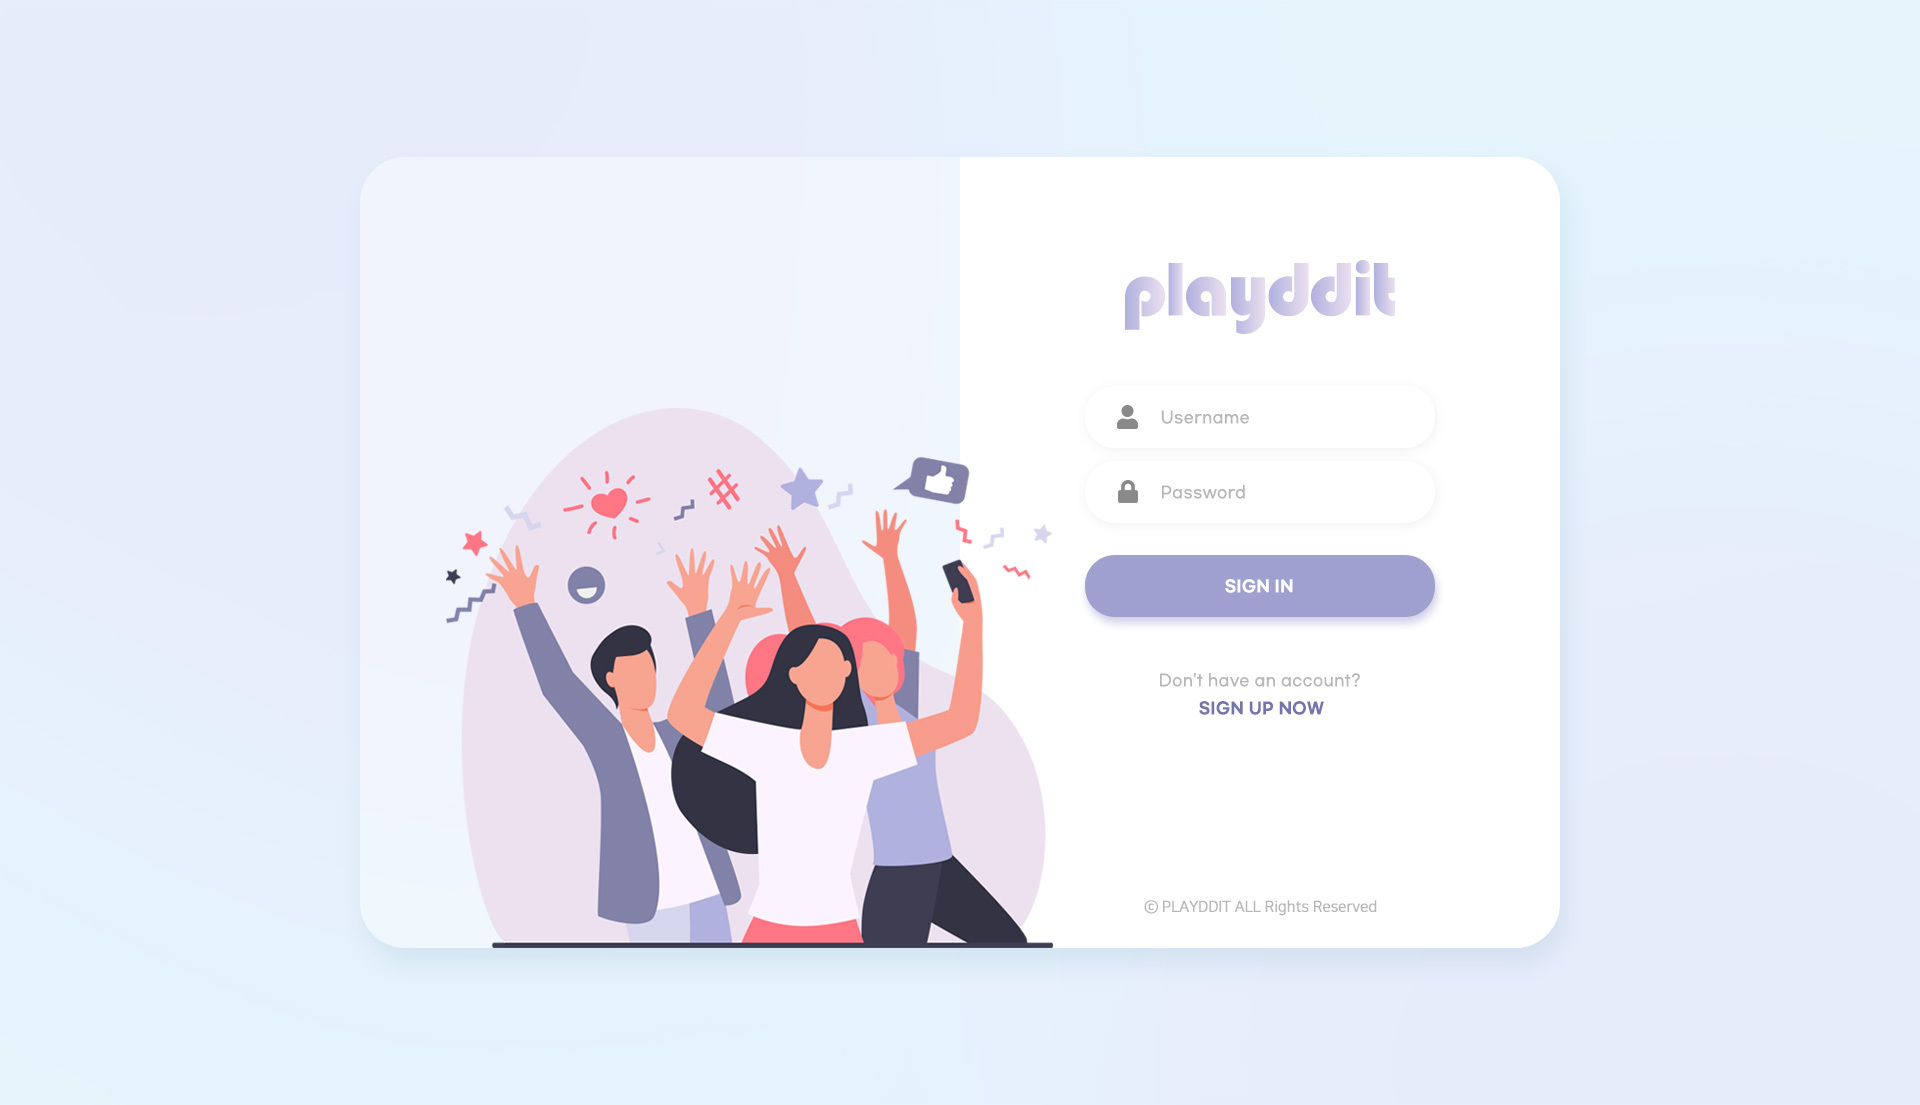 playddit
Username
Password
SIGN IN
Don't have an account?
SIGN UP NOW
© PLAYDDIT ALL Rights Reserved